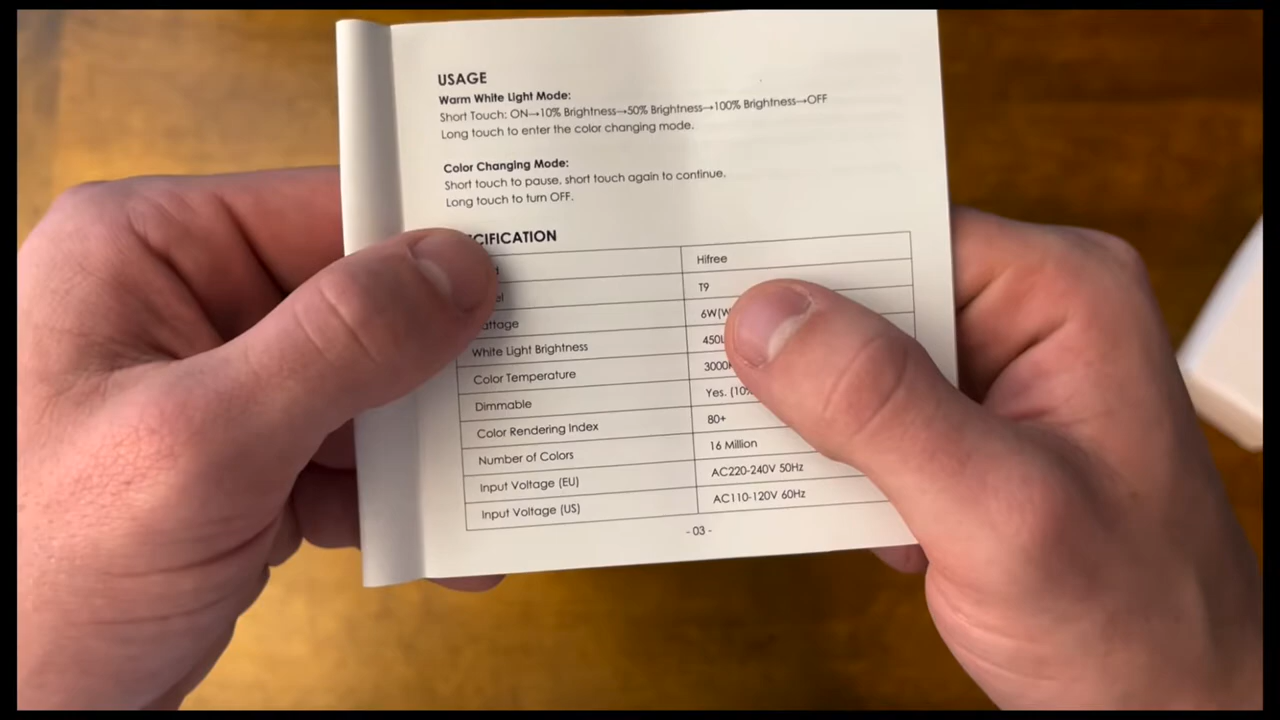 USAGE
Warm White Light Mode:
Short Touch: ON→10% Brightness→50% Brightness→100% Brightness→OFF
Long touch to enter the color changing mode.
Color Changing Mode:
Short touch to pause, short touch again to continue.
Long touch to turn OFF.
CIFICATION
Hifree
T9
White Light Brightness
Color Temperature
Dimmable Yes.
Color Rendering Index 80+
Number of Colors 16 Million
Input Voltage (EU) AC220-240V 50Hz
Input Voltage (US) AC110-120V 60Hz
- 03 -